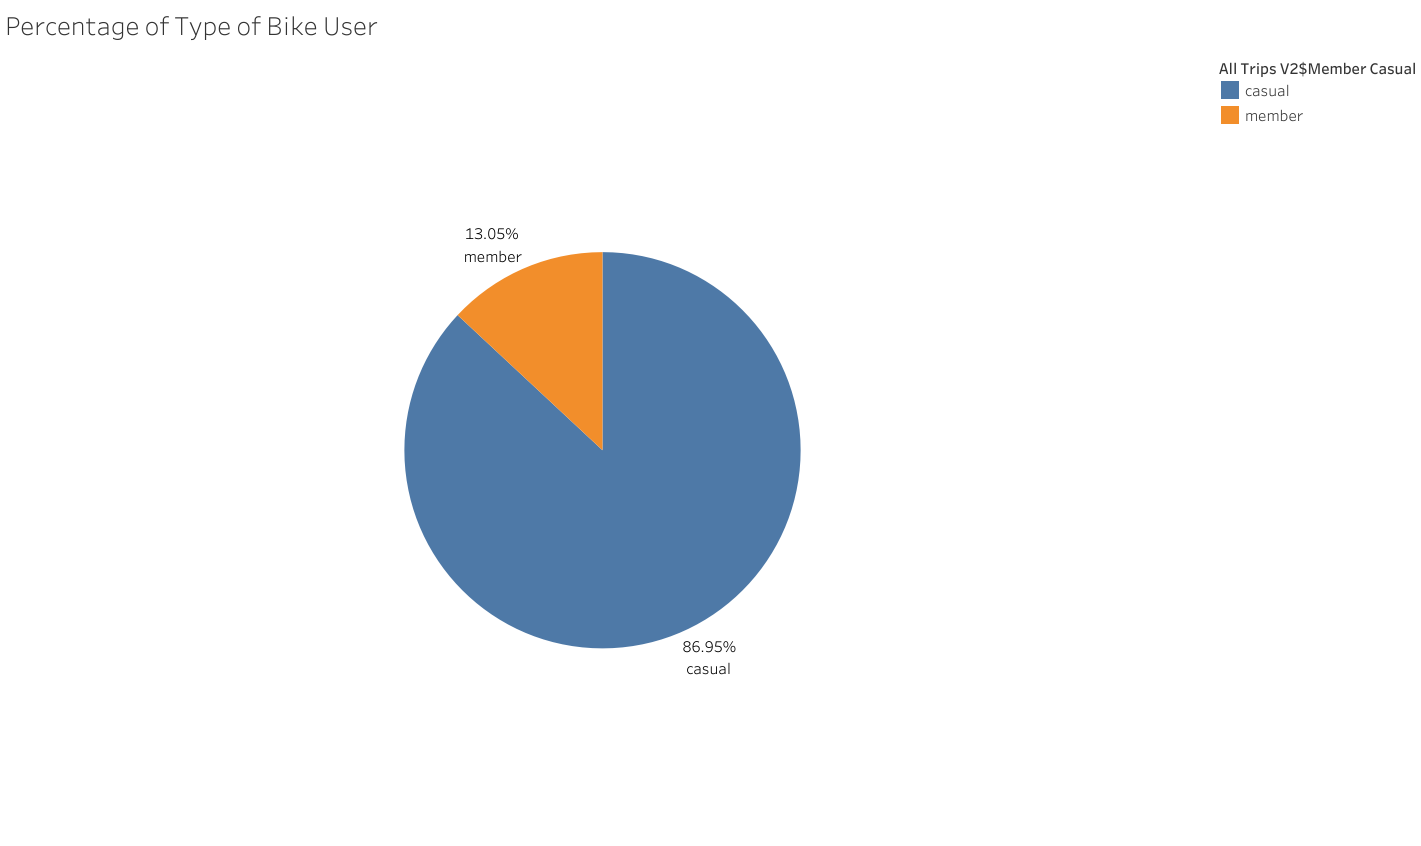 Percentage of Type of Bike User
All Trips V2$Member Casual
casual
member
13.05%
member
86.95%
casual